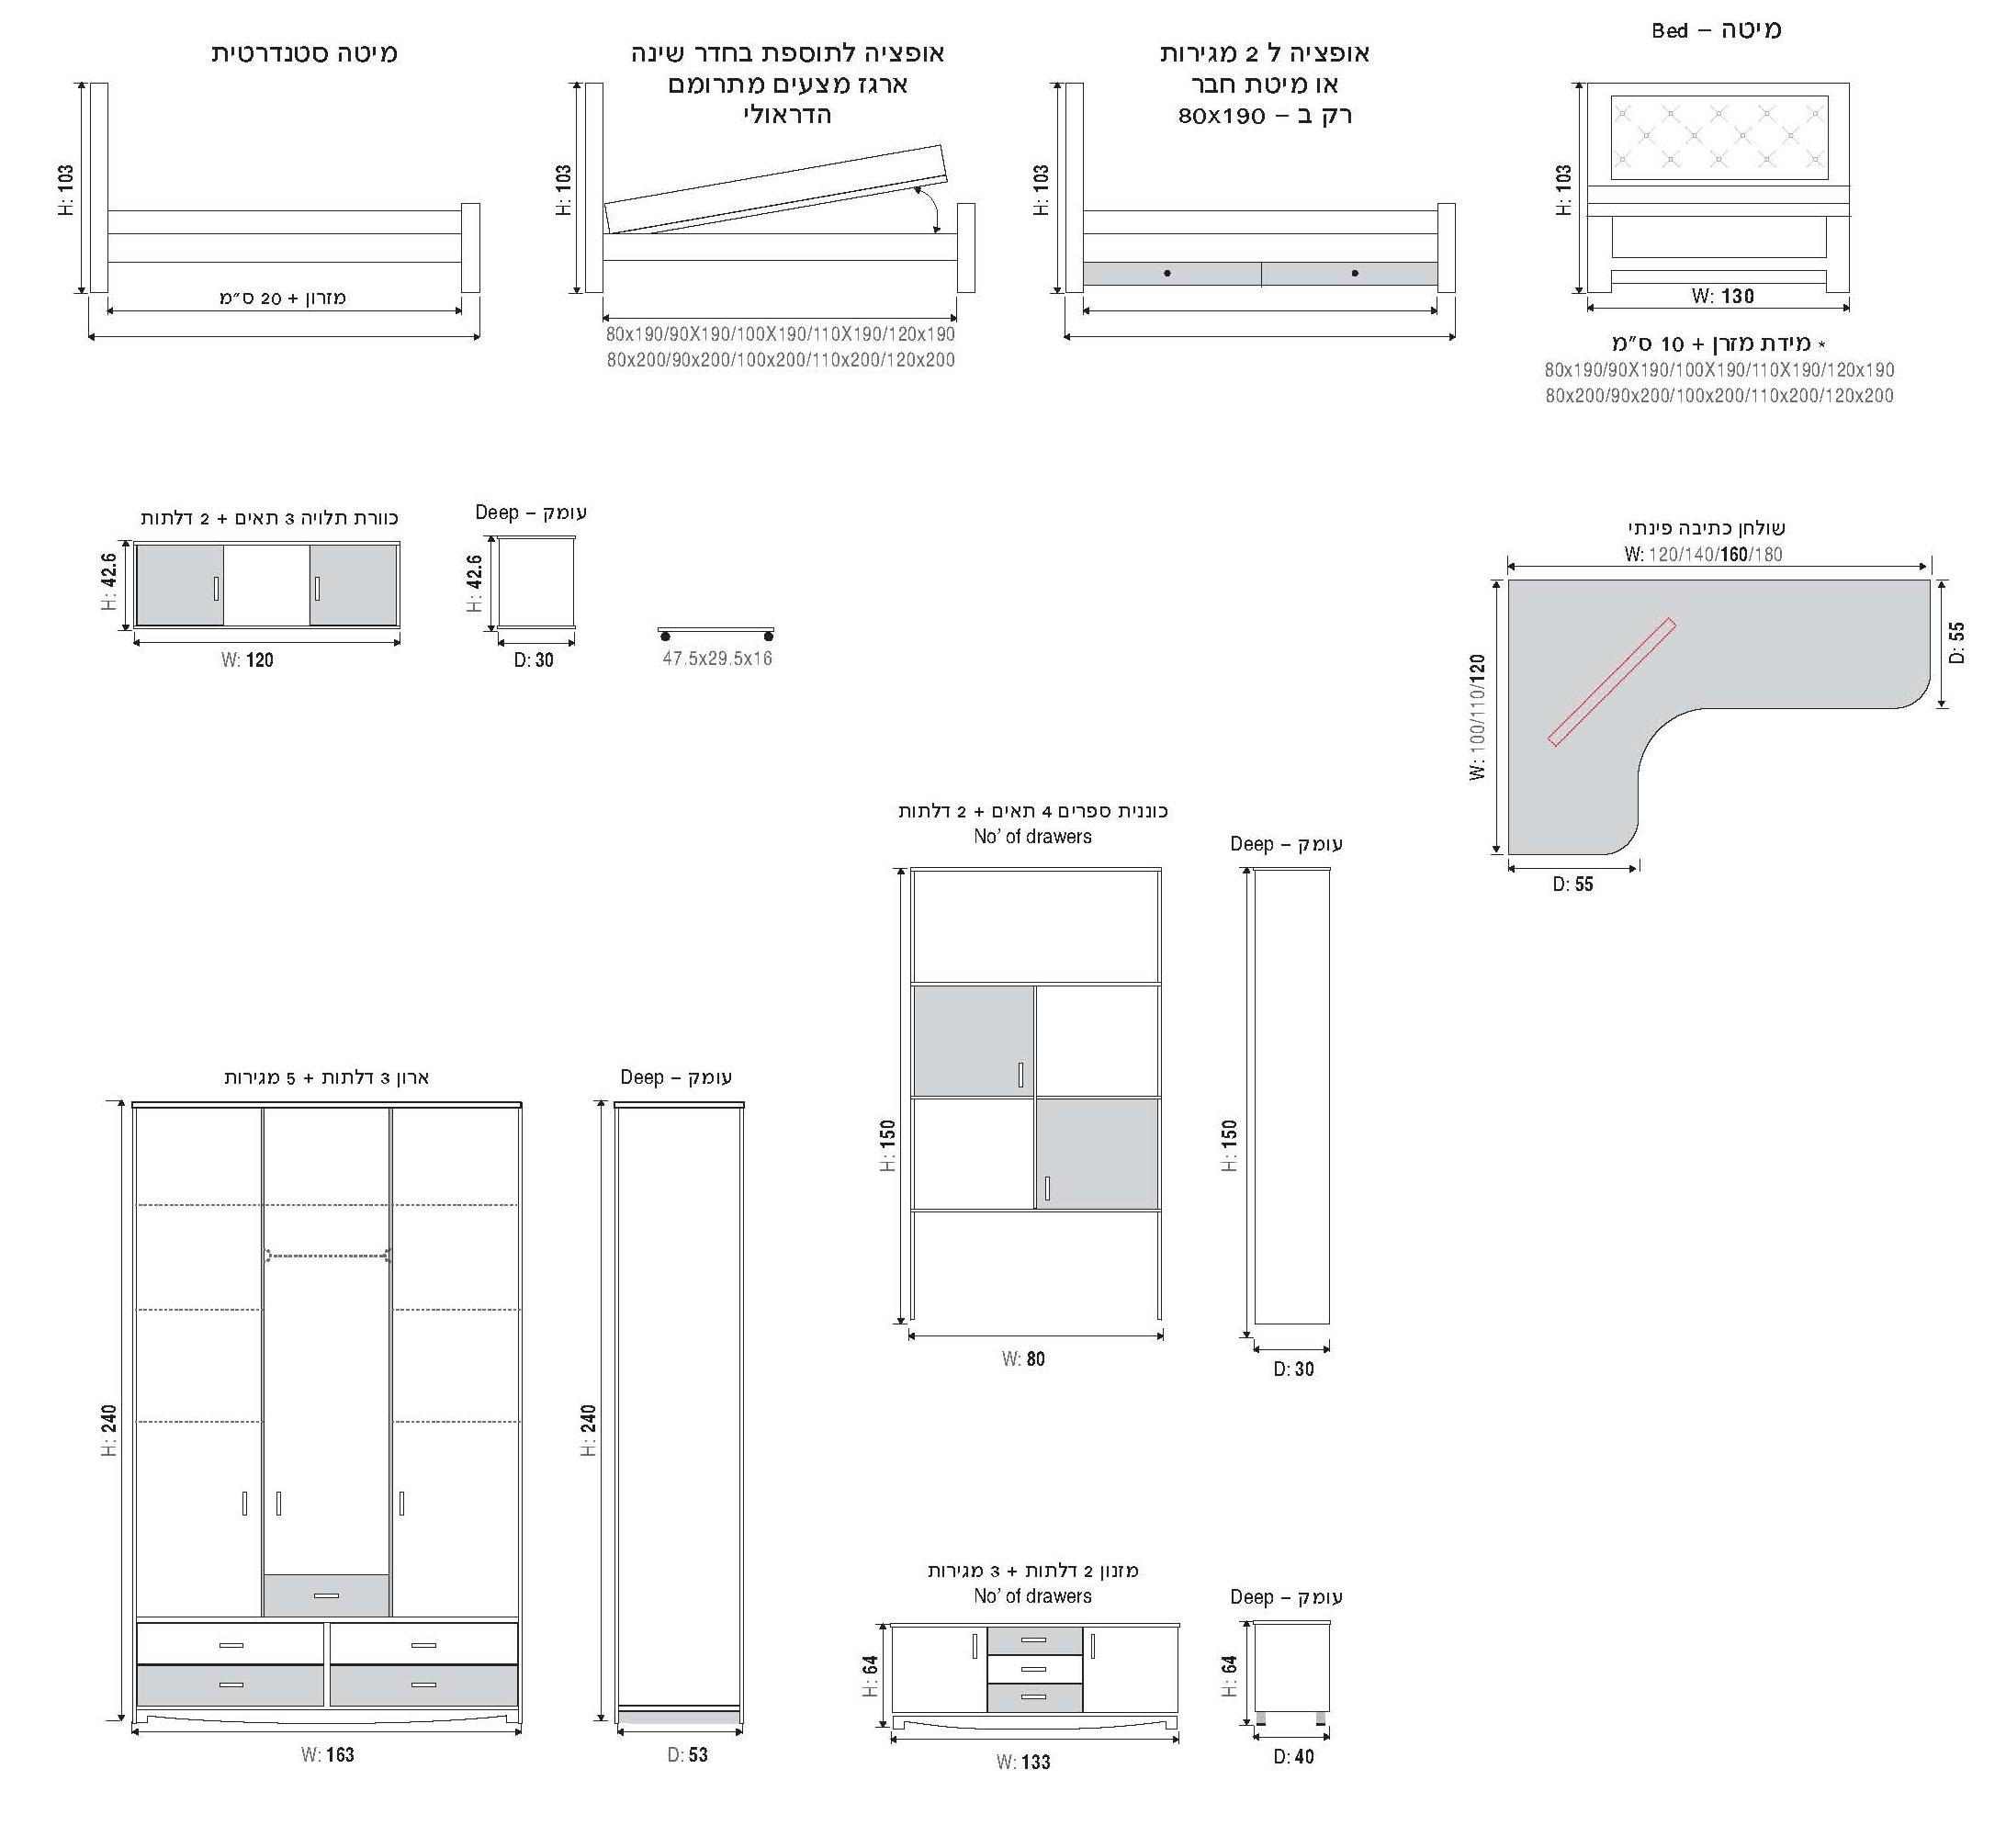 מיטה סטנדרטית
H: 103
מזרון + 20 ס״מ
אופציה לתוספת בחדר שינה
ארגז מצעים מתרומם
הדראולי
H: 103
80x190/90X190/100X190/110X190/120x190
80x200/90x200/100x200/110x200/120x200
אופציה ל 2 מגירות
או מיטת חבר
רק ב – 80X190
H: 103
מיטה – Bed
H: 103
W: 130
* מידת מזרן + 10 ס״מ
80x190/90X190/100X190/110X190/120x190
80x200/90x200/100x200/110x200/120x200
כוורת תלויה 3 תאים + 2 דלתות
H: 42.6
W: 120
עומק – Deep
H: 42.6
D: 30
47.5x29.5x16
שולחן כתיבה פינתי
W: 120/140/160/180
W: 100/110/120
D: 55
D: 55
כוננית ספרים 4 תאים + 2 דלתות
No’ of drawers
H: 150
W: 80
עומק – Deep
H: 150
D: 30
ארון 3 דלתות + 5 מגירות
H: 240
W: 163
עומק – Deep
H: 240
D: 53
מזנון 2 דלתות + 3 מגירות
No’ of drawers
H: 64
W: 133
עומק – Deep
H: 64
D: 40